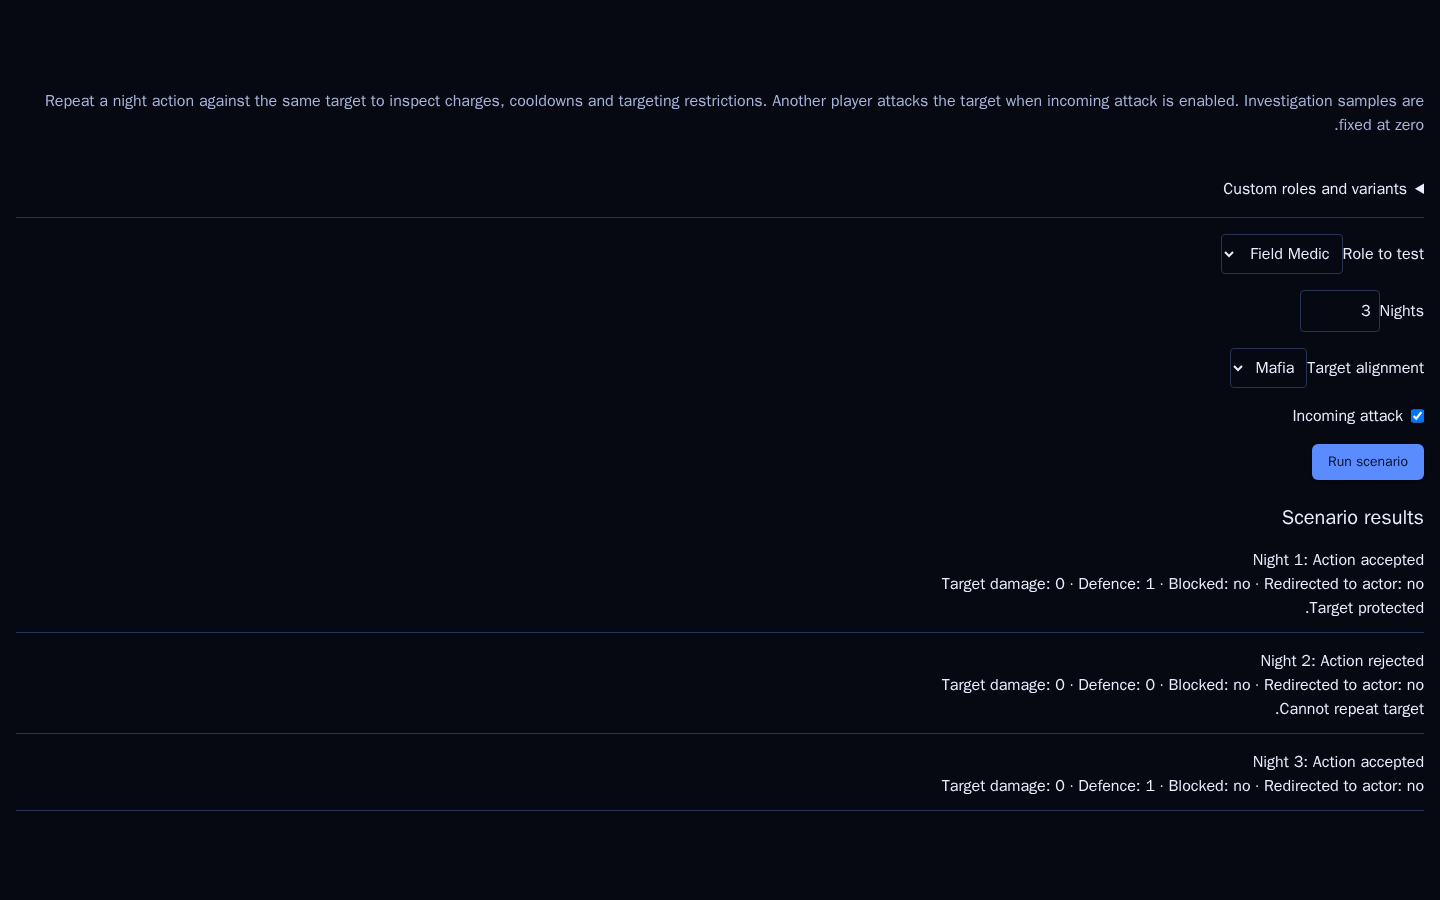 Repeat a night action against the same target to inspect charges, cooldowns and targeting restrictions. Another player attacks the target when incoming attack is enabled. Investigation samples are
.fixed at zero
Custom roles and variants
Role to test
Field Medic
Nights
3
Target alignment
Mafia
Incoming attack
Run scenario
Scenario results
Night 1: Action accepted
Target damage: 0 · Defence: 1 · Blocked: no · Redirected to actor: no
.Target protected
Night 2: Action rejected
Target damage: 0 · Defence: 0 · Blocked: no · Redirected to actor: no
.Cannot repeat target
Night 3: Action accepted
Target damage: 0 · Defence: 1 · Blocked: no · Redirected to actor: no